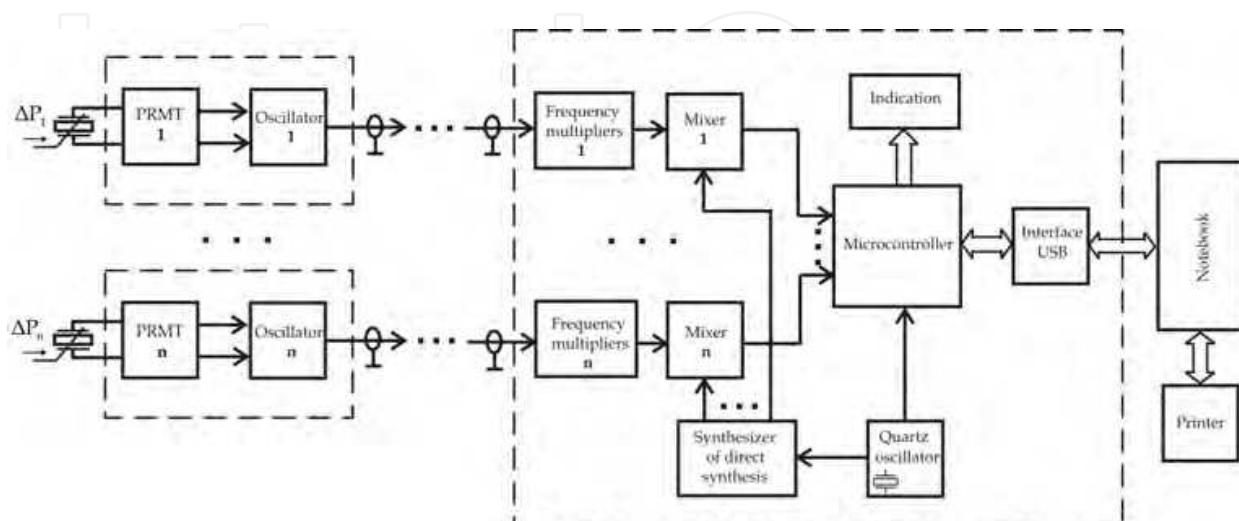 ΔP₁
PRMT
1
Oscillator
1
Frequency
multipliers
1
Mixer
1
Indication
Microcontroller
Interface
USB
Notebook
ΔPₙ
PRMT
n
Oscillator
n
Frequency
multipliers
n
Mixer
n
Synthesizer
of direct
synthesis
Quartz
oscillator
Printer